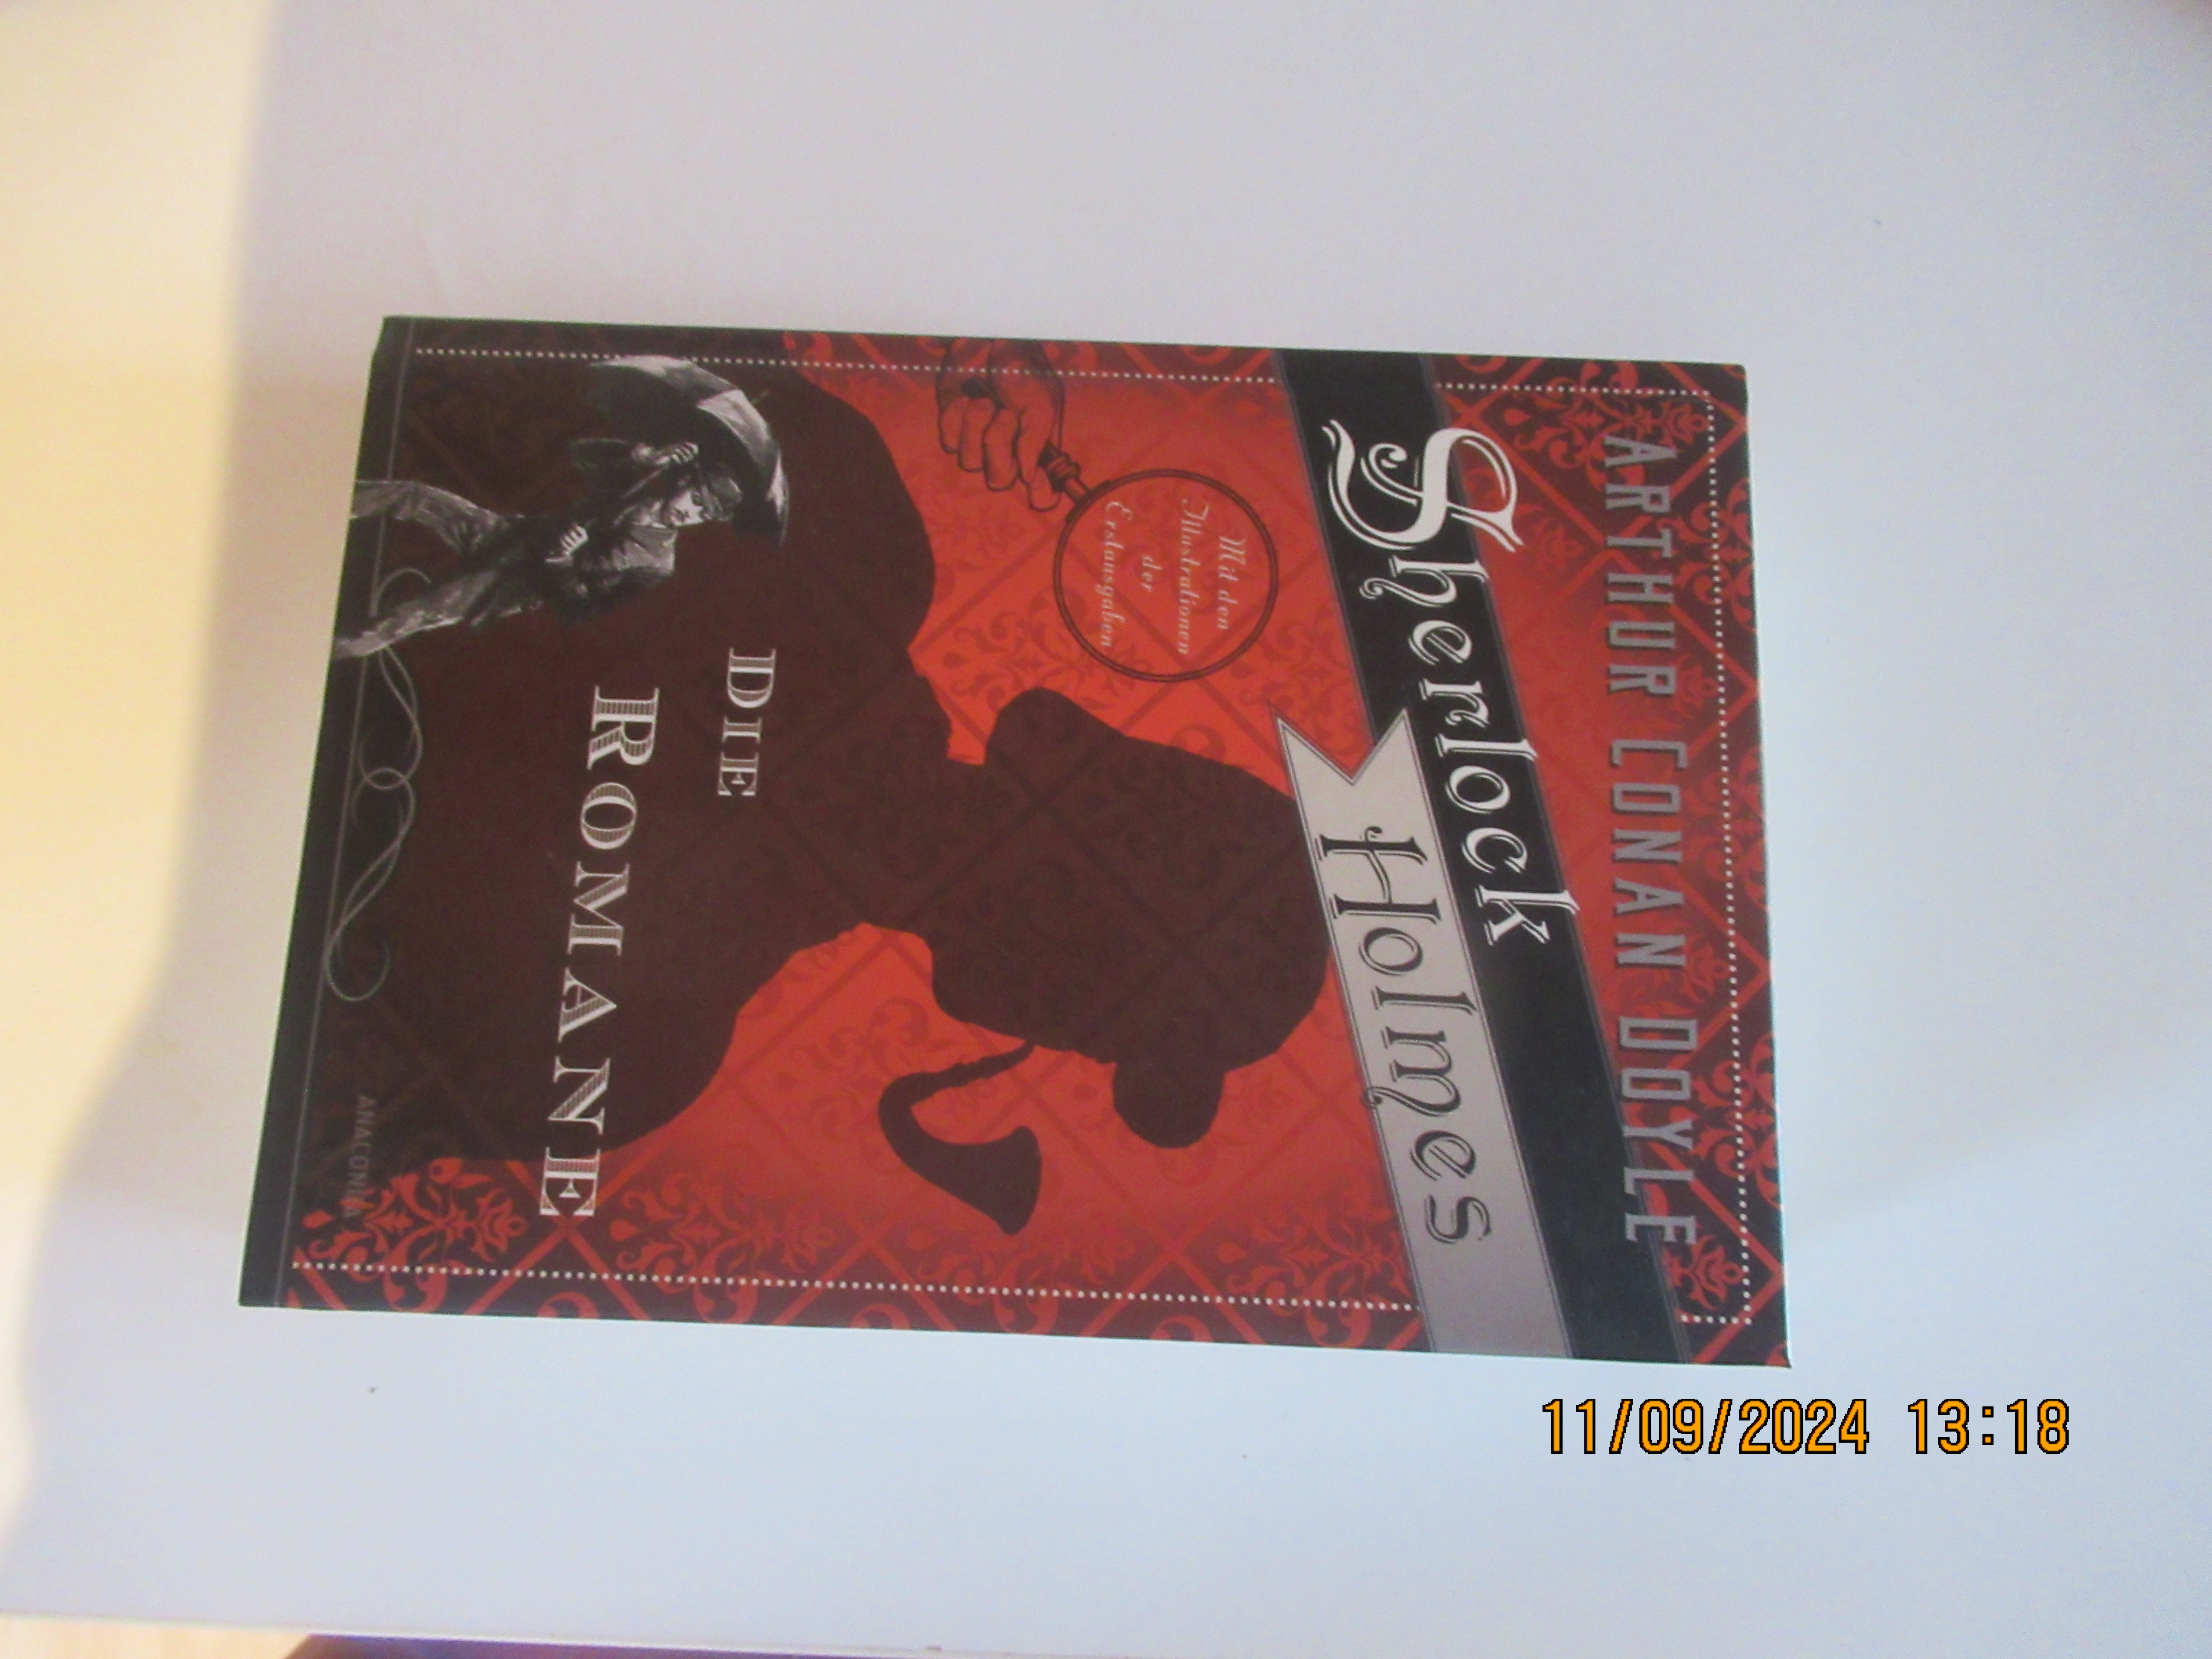 ARTHUR CONAN DOYLE
Sherlock
Holmes
Mit den
Illustrationen
der
Erstausgaben
DIE
ROMANE
ANACONDA
11/09/2024 13:18